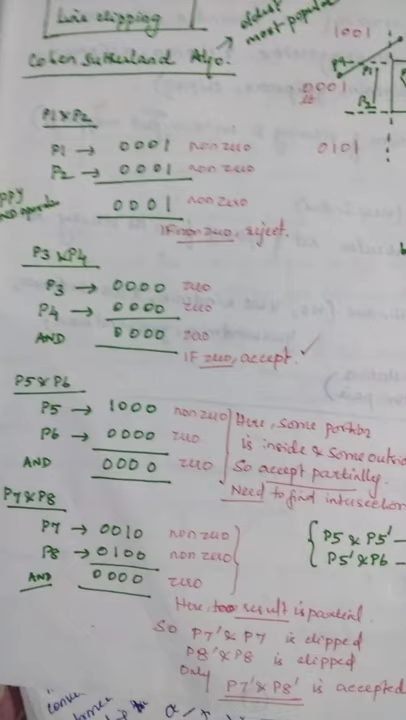 Line clipping
oldest
most popular
Cohen Sutherland Algo.
1001
P1
0001
bit
P2
0101
P1 & P2
P1 → 0001 non zero
P2 → 0001 non zero
0001 non zero
IF non zero, reject.
P3 & P4
P3 → 0000 zero
P4 → 0000 zero
AND 0000 zero
IF zero, accept. ✓
P5 & P6
P5 → 1000 non zero
P6 → 0000 zero
AND 0000 zero
Here, some portion
is inside & some outside
So accept partially.
Need to find intersection
P7 & P8
P7 → 0010 non zero
P8 → 0100 non zero
AND 0000 zero
P5 & P5'
P5' & P6
Here too result is partial.
So P7' & P7 is clipped
P8' & P8 is clipped
Only P7' & P8' is accepted